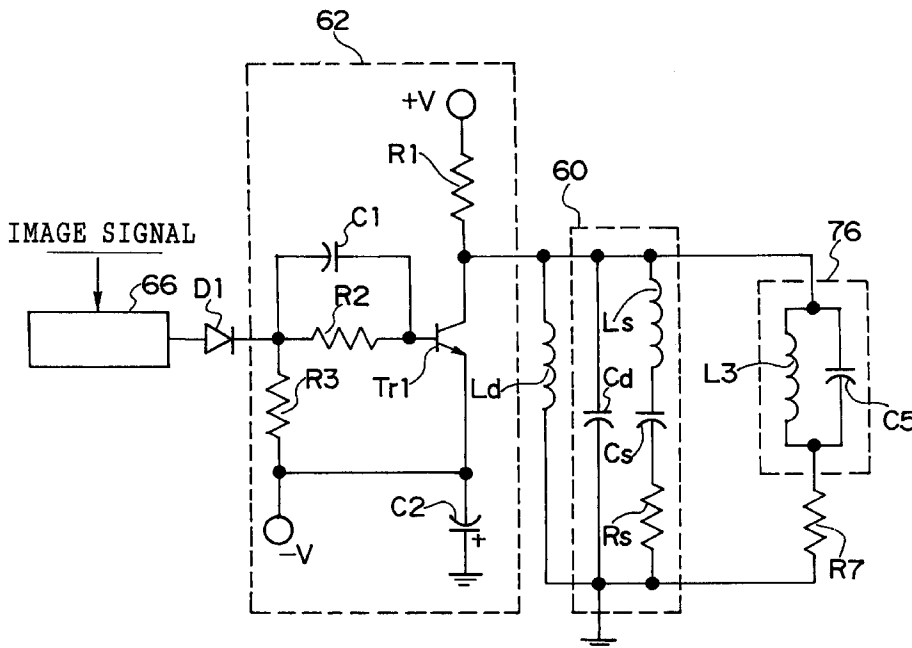 62
+V
R1
60
IMAGE SIGNAL
C1
76
66
D1
R2
Ls
R3
Tr1
Ld
Cd
L3
C5
Cs
C2
+
Rs
-V
R7